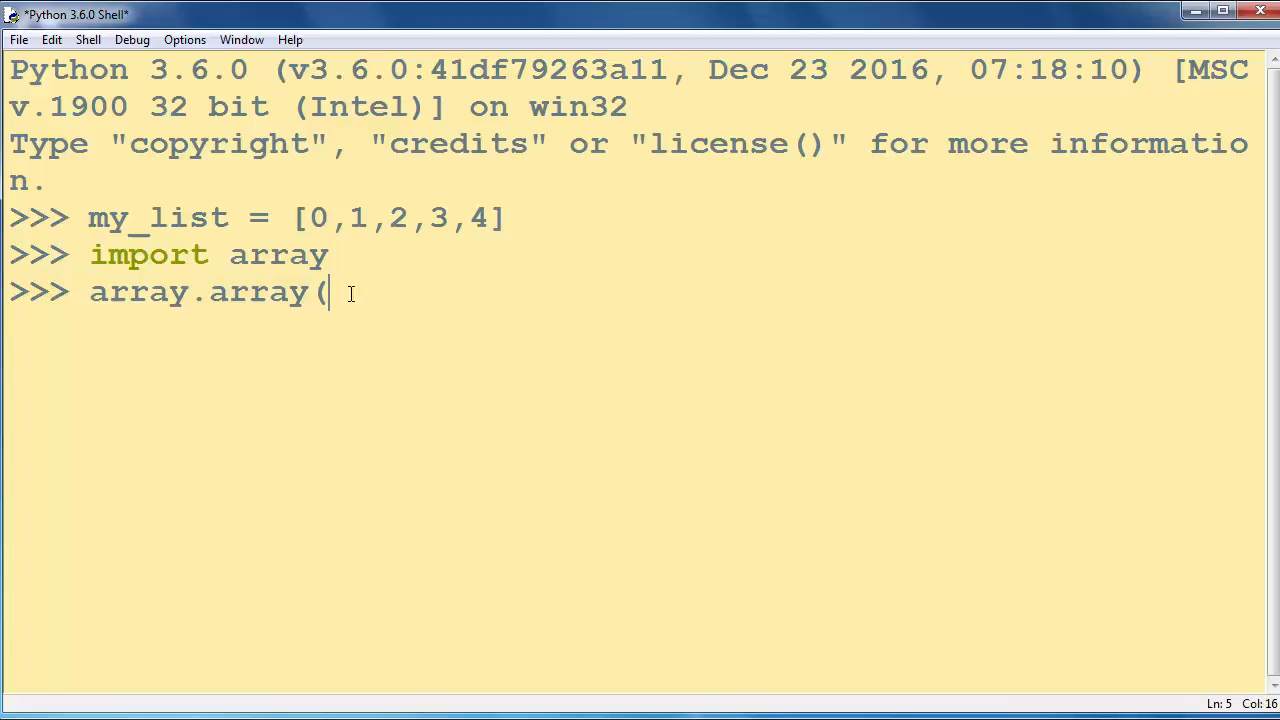 *Python 3.6.0 Shell*
File Edit Shell Debug Options Window Help
Python 3.6.0 (v3.6.0:41df79263a11, Dec 23 2016, 07:18:10) [MSC
v.1900 32 bit (Intel)] on win32
Type "copyright", "credits" or "license()" for more informatio
n.
>>> my_list = [0,1,2,3,4]
>>> import array
>>> array.array(
Ln: 5 Col: 16